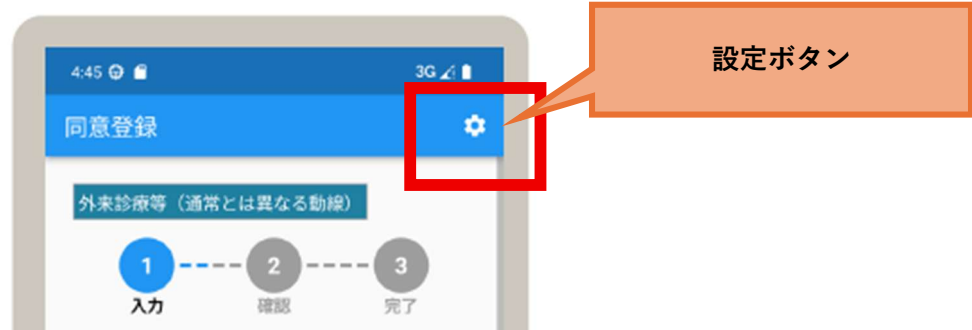 4:45 3G
設定ボタン
同意登録
外来診療等（通常とは異なる動線）
1 2 3
入力 確認 完了